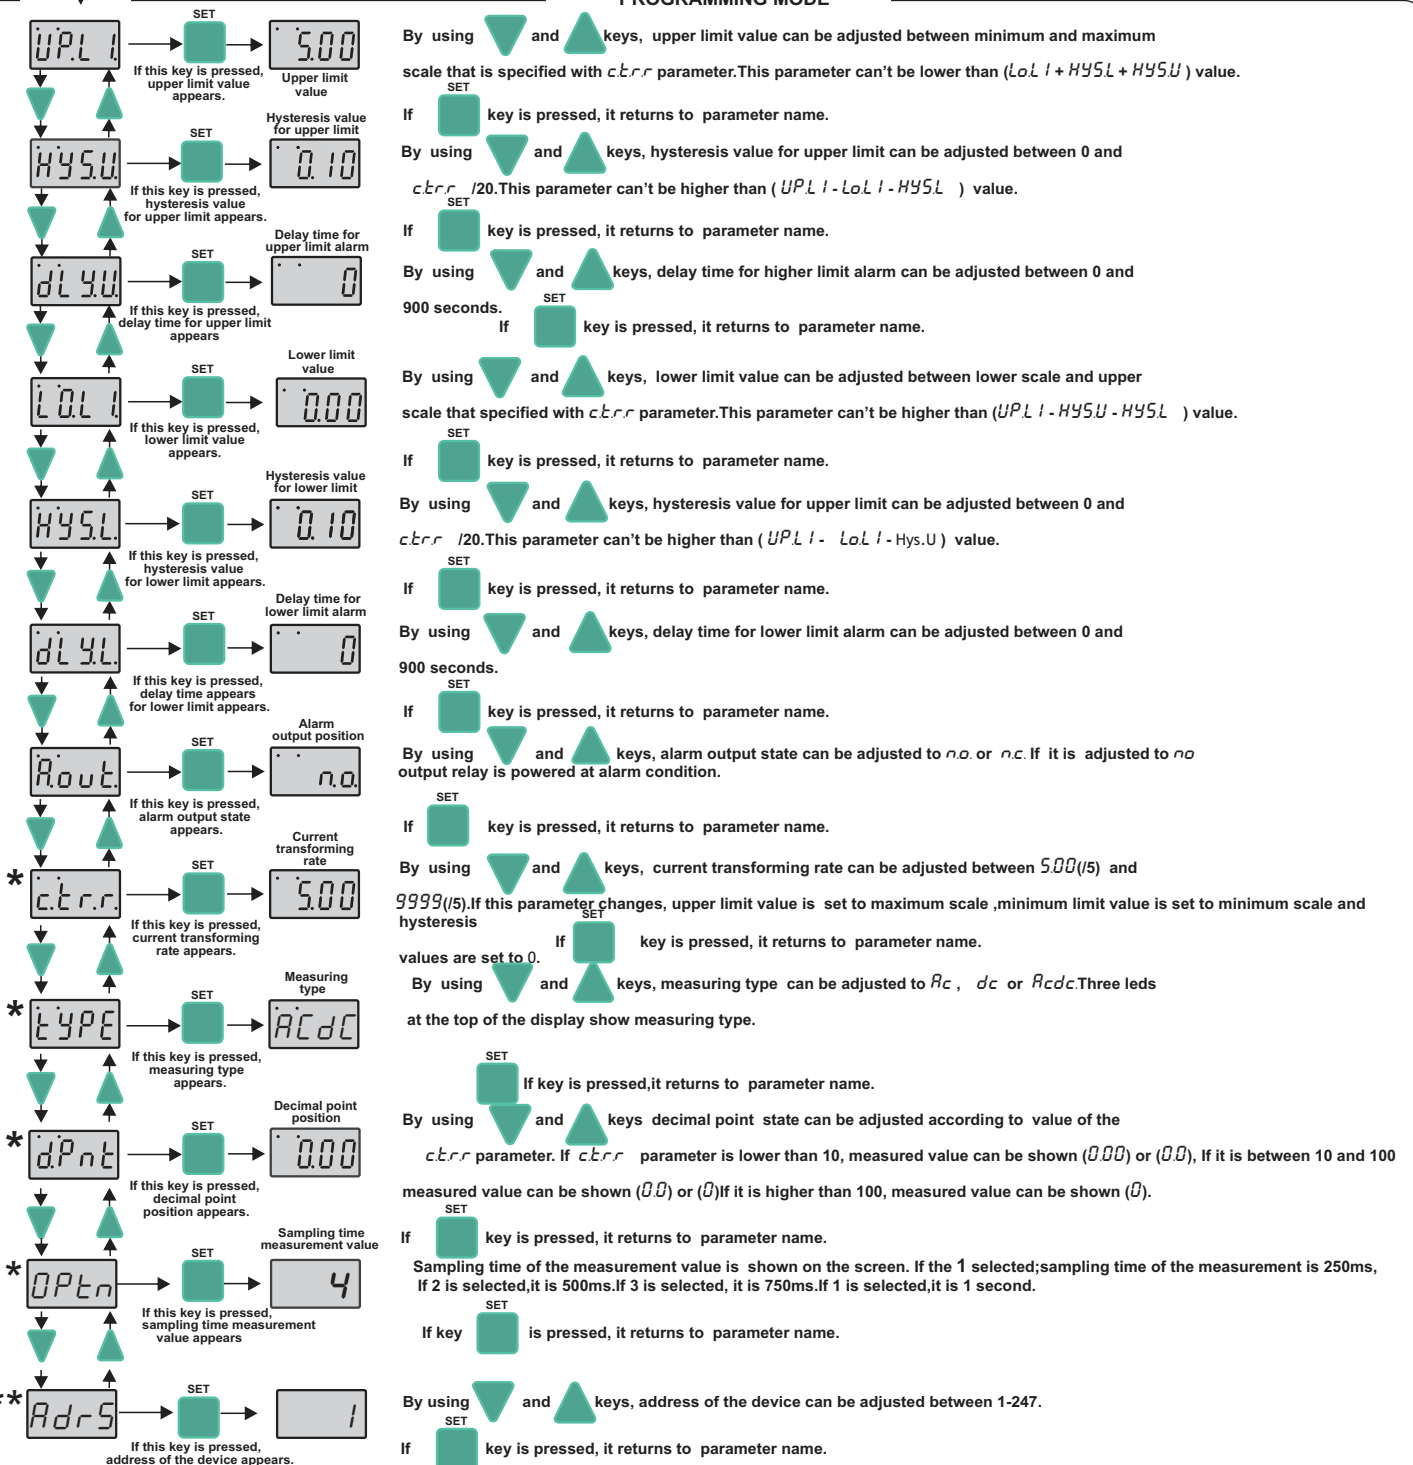 PROGRAMMING MODE
UP.L I.
SET
If this key is pressed,
upper limit value
appears.
5.00
Upper limit
value
By using and keys, upper limit value can be adjusted between minimum and maximum
scale that is specified with c.t.r.r parameter.This parameter can't be lower than (Lo.L I + HYS.L + HYS.U ) value.
SET
If key is pressed, it returns to parameter name.
HYS.U.
SET
If this key is pressed,
hysteresis value
for upper limit appears.
Hysteresis value
for upper limit
0.10
By using and keys, hysteresis value for upper limit can be adjusted between 0 and
c.t.r.r /20.This parameter can't be higher than ( UP.L I - Lo.L I - HYS.L ) value.
SET
If key is pressed, it returns to parameter name.
dLY.U.
SET
If this key is pressed,
delay time for upper limit
appears
Delay time for
upper limit alarm
0
By using and keys, delay time for higher limit alarm can be adjusted between 0 and
900 seconds.
SET
If key is pressed, it returns to parameter name.
LO.L I.
SET
If this key is pressed,
lower limit value
appears.
Lower limit
value
0.00
By using and keys, lower limit value can be adjusted between lower scale and upper
scale that specified with c.t.r.r parameter.This parameter can't be higher than (UP.L I - HYS.U - HYS.L ) value.
SET
If key is pressed, it returns to parameter name.
HYS.L.
SET
If this key is pressed,
hysteresis value
for lower limit appears.
Hysteresis value
for lower limit
0.10
By using and keys, hysteresis value for upper limit can be adjusted between 0 and
c.t.r.r /20.This parameter can't be higher than ( UP.L I - Lo.L I - Hys.U ) value.
SET
If key is pressed, it returns to parameter name.
dLY.L.
SET
If this key is pressed,
delay time appears
for lower limit appears.
Delay time for
lower limit alarm
0
By using and keys, delay time for lower limit alarm can be adjusted between 0 and
900 seconds.
SET
If key is pressed, it returns to parameter name.
A.out.
SET
If this key is pressed,
alarm output state
appears.
Alarm
output position
n.o.
By using and keys, alarm output state can be adjusted to n.o. or n.c. If it is adjusted to no
output relay is powered at alarm condition.
SET
If key is pressed, it returns to parameter name.
* c.t.r.r.
SET
If this key is pressed,
current transforming
rate appears.
Current
transforming
rate
5.00
By using and keys, current transforming rate can be adjusted between 5.00(/5) and
9999(/5).If this parameter changes, upper limit value is set to maximum scale ,minimum limit value is set to minimum scale and
hysteresis
values are set to 0.
SET
If key is pressed, it returns to parameter name.
* tYPE
SET
If this key is pressed,
measuring type
appears.
Measuring
type
ACdC
By using and keys, measuring type can be adjusted to Ac , dc or Acdc.Three leds
at the top of the display show measuring type.
SET
If key is pressed,it returns to parameter name.
* d.Pnt
SET
If this key is pressed,
decimal point
position appears.
Decimal point
position
0.00
By using and keys decimal point state can be adjusted according to value of the
c.t.r.r parameter. If c.t.r.r parameter is lower than 10, measured value can be shown (0.00) or (0.0), If it is between 10 and 100
measured value can be shown (0.0) or (0)If it is higher than 100, measured value can be shown (0).
SET
If key is pressed, it returns to parameter name.
* OPtn
SET
If this key is pressed,
sampling time measurement
value appears
Sampling time
measurement value
4
Sampling time of the measurement value is shown on the screen. If the 1 selected;sampling time of the measurement is 250ms,
If 2 is selected,it is 500ms.If 3 is selected, it is 750ms.If 1 is selected,it is 1 second.
SET
If key is pressed, it returns to parameter name.
** AdrS
SET
If this key is pressed,
address of the device appears.
1
By using and keys, address of the device can be adjusted between 1-247.
SET
If key is pressed, it returns to parameter name.